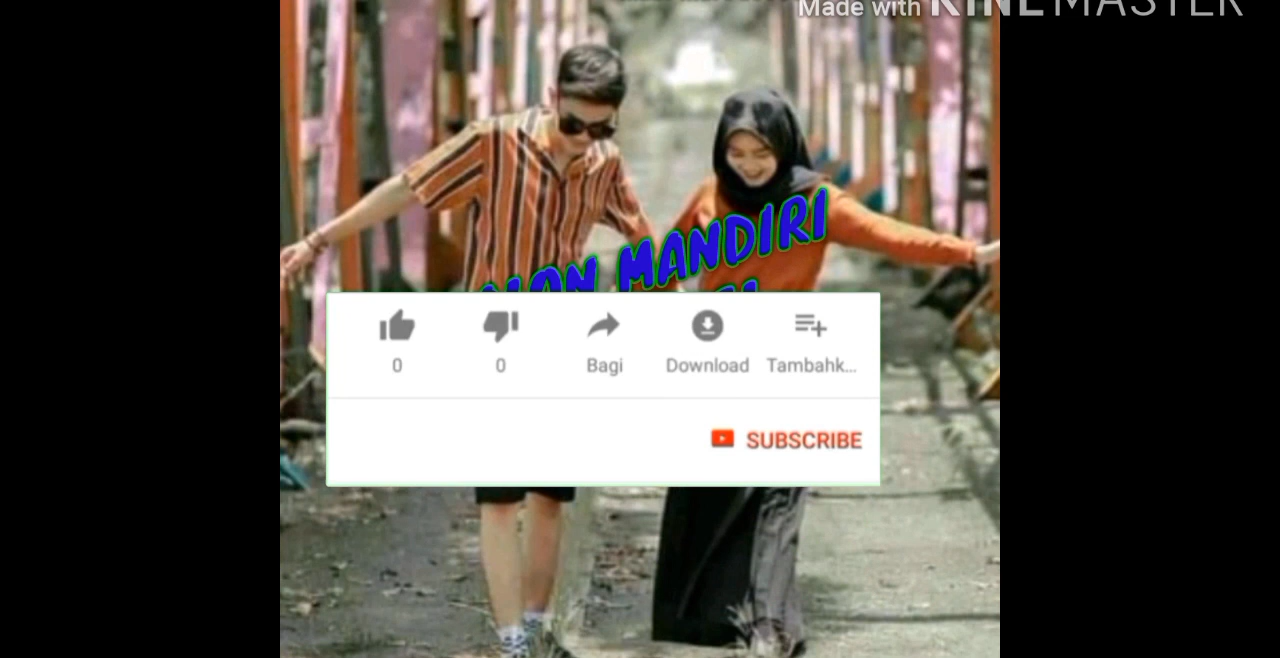 Made with KINEMASTER
MANDIRI
0
0
Bagi
Download
Tambahk...
SUBSCRIBE